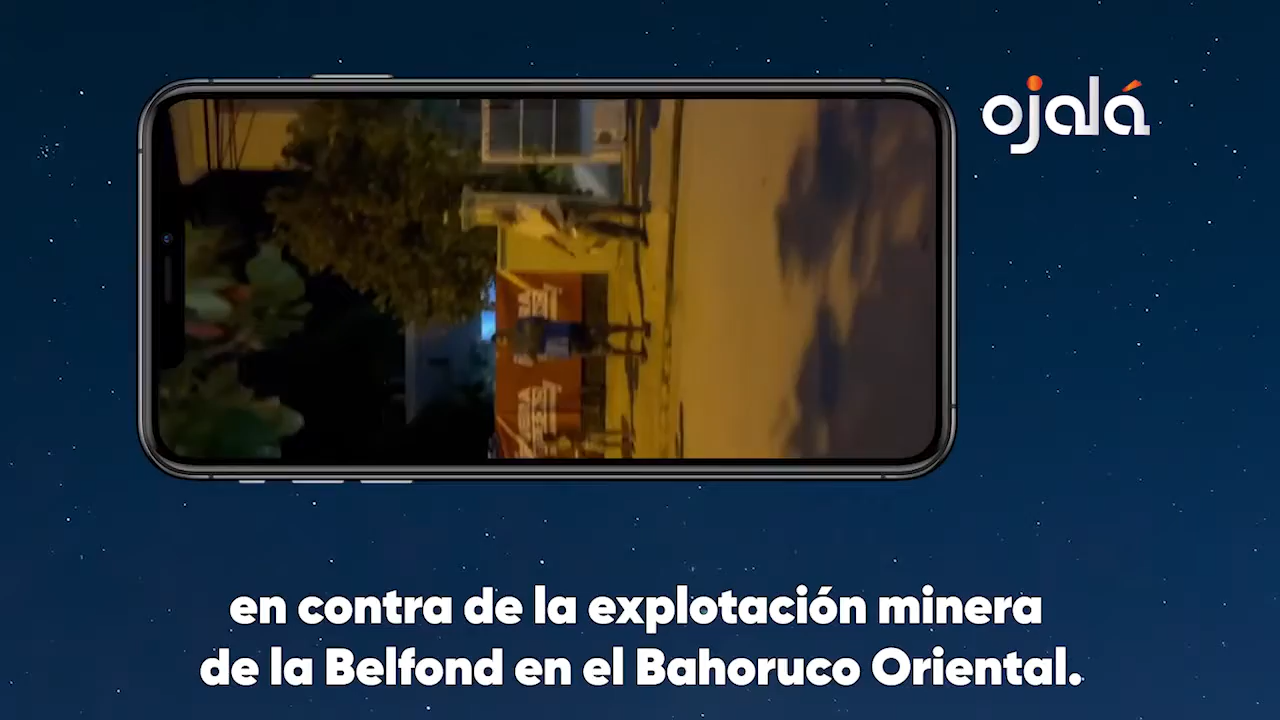 ojalá
en contra de la explotación minera
de la Belfond en el Bahoruco Oriental.